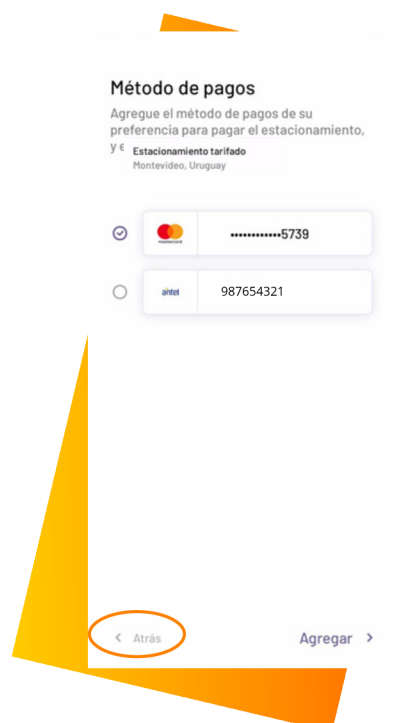 Método de pagos
Agregue el método de pagos de su
preferencia para pagar el estacionamiento,
y e
Estacionamiento tarifado
Montevideo, Uruguay
mastercard
••••••••••••5739
antel
987654321
< Atrás
Agregar >